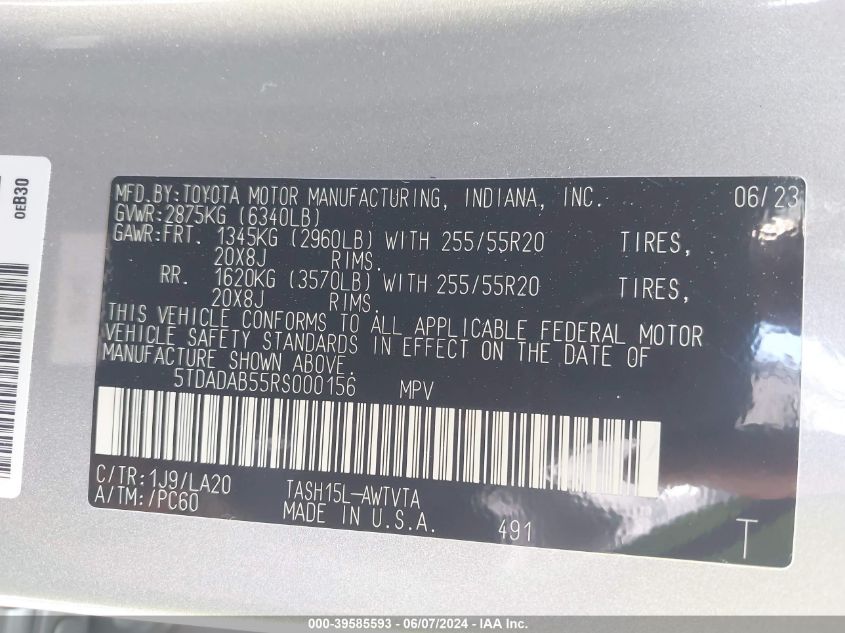 0EB30
MFD.BY:TOYOTA MOTOR MANUFACTURING, INDIANA, INC. 06/23
GVWR:2875KG (6340LB)
GAWR:FRT. 1345KG (2960LB) WITH 255/55R20 TIRES,
20X8J RIMS.
RR. 1620KG (3570LB) WITH 255/55R20 TIRES,
20X8J RIMS.
THIS VEHICLE CONFORMS TO ALL APPLICABLE FEDERAL MOTOR
VEHICLE SAFETY STANDARDS IN EFFECT ON THE DATE OF
MANUFACTURE SHOWN ABOVE.
5TDADAB55RS000156 MPV
C/TR:1J9/LA20 TASH15L-AWTVTA
A/TM:/PC60 MADE IN U.S.A. 491 T
000-39585593 - 06/07/2024 - IAA Inc.